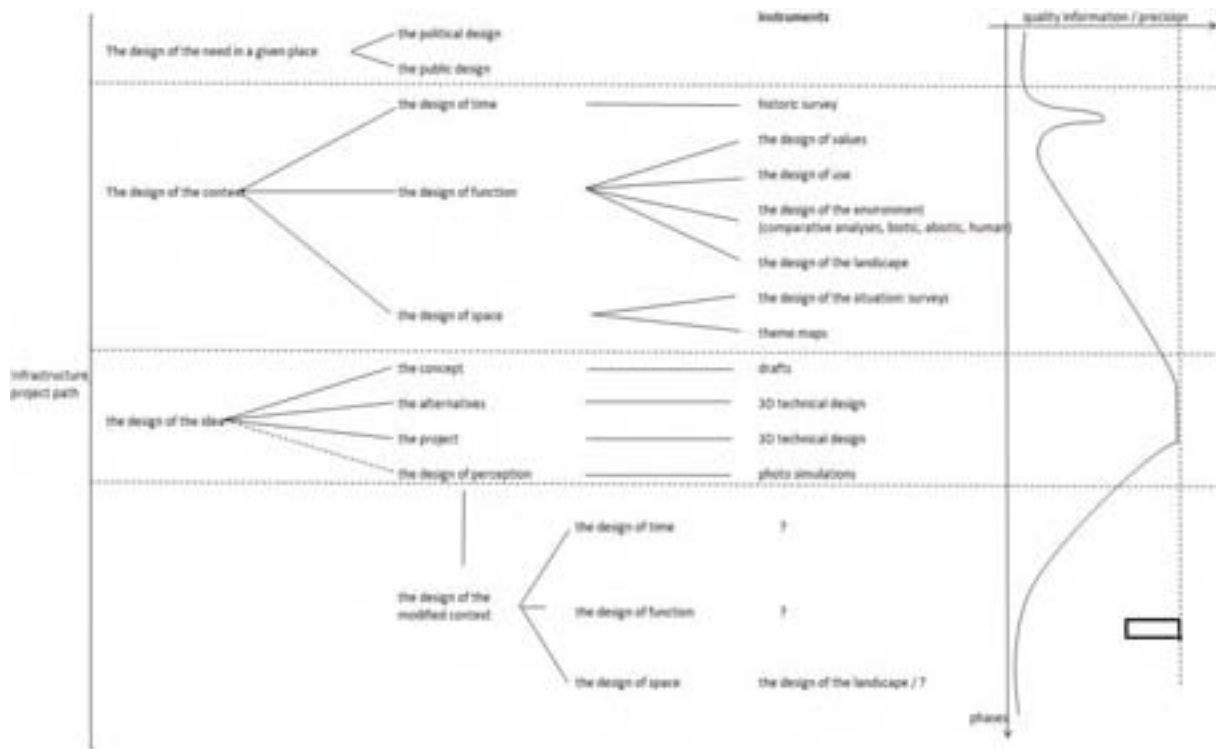 Instruments
quality information / precision
the political design
The design of the need in a given place
the public design
the design of time
historic survey
the design of values
the design of use
The design of the context
the design of function
the design of the environment
(comparative analyses, biotic, abiotic, human)
the design of the landscape
the design of the situation: surveys
the design of space
theme maps
infrastructure
project path
the concept
drafts
the alternatives
3D technical design
the design of the idea
the project
3D technical design
the design of perception
photo simulations
the design of time
?
the design of the
modified context
the design of function
?
the design of space
the design of the landscape / ?
phases